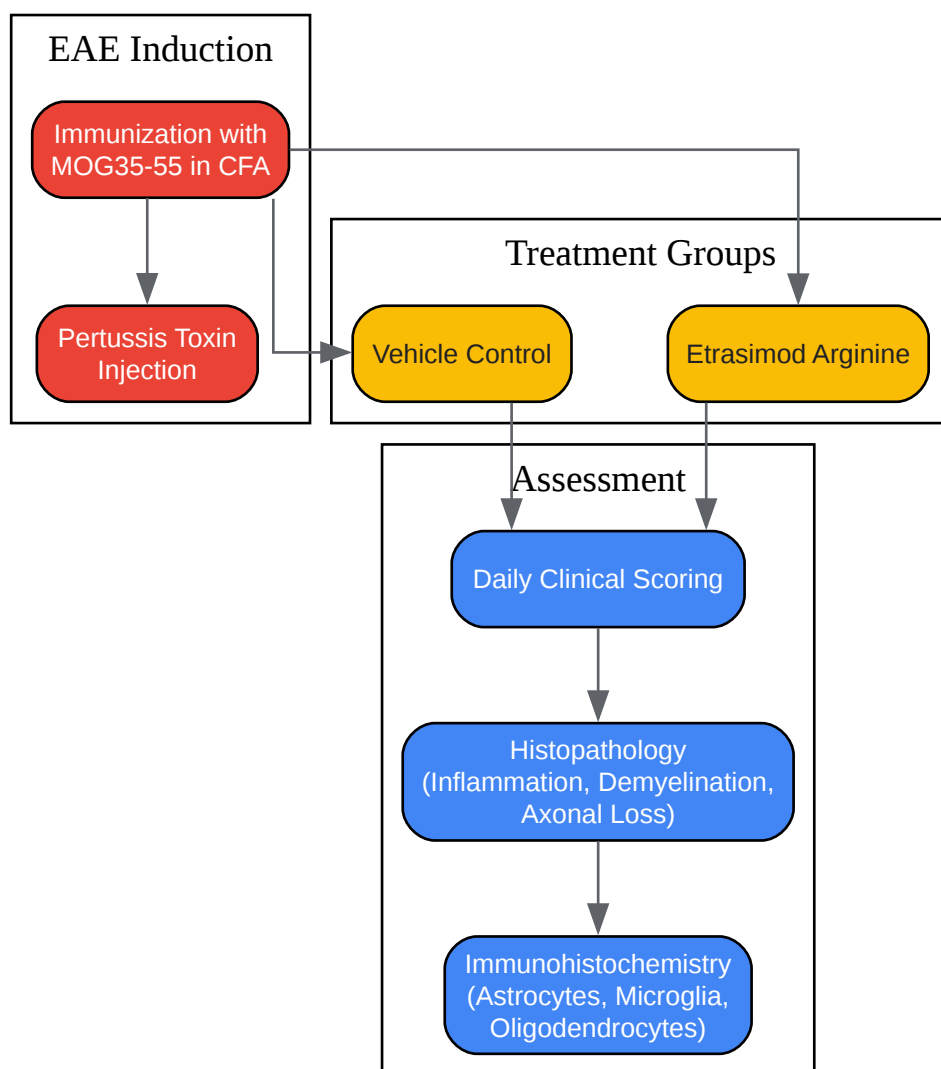 EAE Induction
Immunization with
MOG35-55 in CFA
Pertussis Toxin
Injection
Treatment Groups
Vehicle Control
Etrasimod Arginine
Assessment
Daily Clinical Scoring
Histopathology
(Inflammation, Demyelination,
Axonal Loss)
Immunohistochemistry
(Astrocytes, Microglia,
Oligodendrocytes)